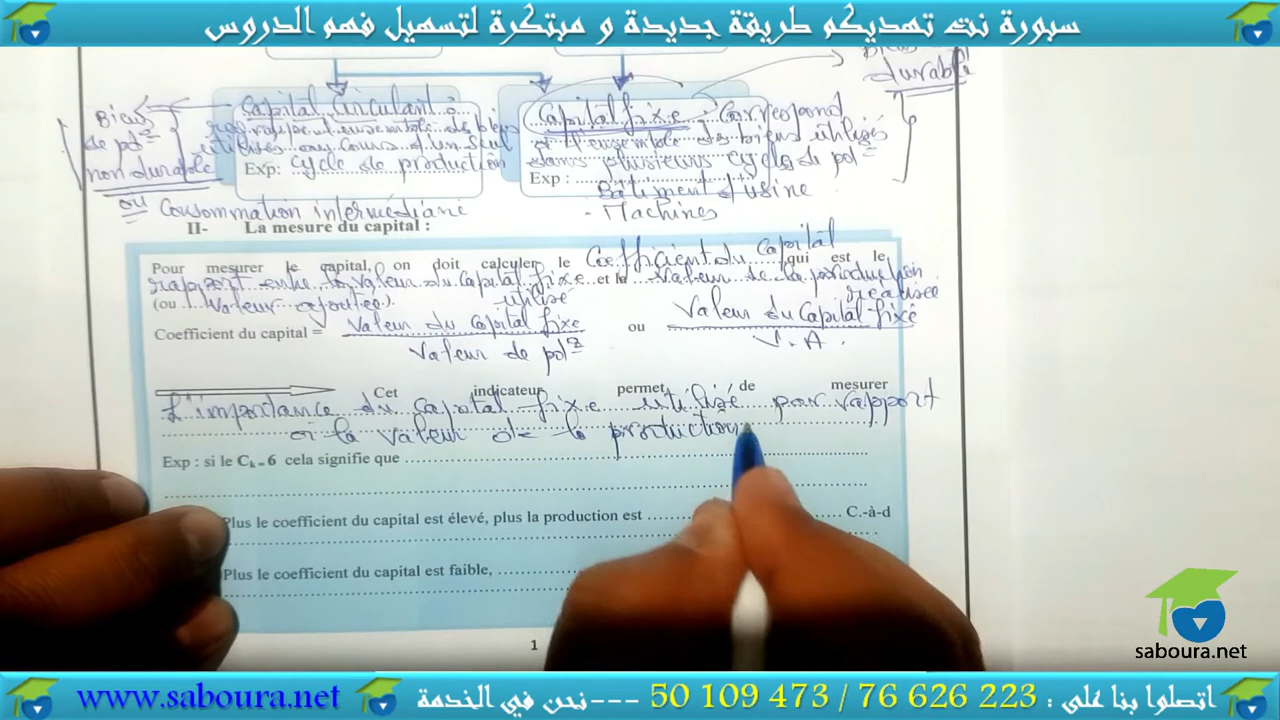 سبورة نت تهديكم طريقة جديدة و مبتكرة لتسهيل فهم الدروس
durable
Capital Circulant :
Biens
de pdt°
non durable
ou
utilisés au cours d'un seul
Exp: cycle de production
Consommation intermédiaire
Capital fixe : Correspond
à l'ensemble des biens utilisés
dans plusieurs cycles de pdt°
Exp : Bâtiment d'usine
- Machines
II- La mesure du capital :
Pour mesurer le capital, on doit calculer le Coefficient du capital qui est le
rapport entre la valeur du capital fixe utilisé et la valeur de la production réalisée
(ou Valeur ajoutée).
Coefficient du capital = Valeur du capital fixe
Valeur de pdt°
ou
Valeur du Capital fixe
V.A.
Cet indicateur permet de mesurer
L'importance du capital fixe utilisé par rapport
à la valeur de la production
Exp : si le Ck=6 cela signifie que
Plus le coefficient du capital est élevé, plus la production est C.-à-d
Plus le coefficient du capital est faible,
1
saboura.net
www.saboura.net اتصلوا بنا على : 223 626 76 / 473 109 50 ---نحن في الخدمة